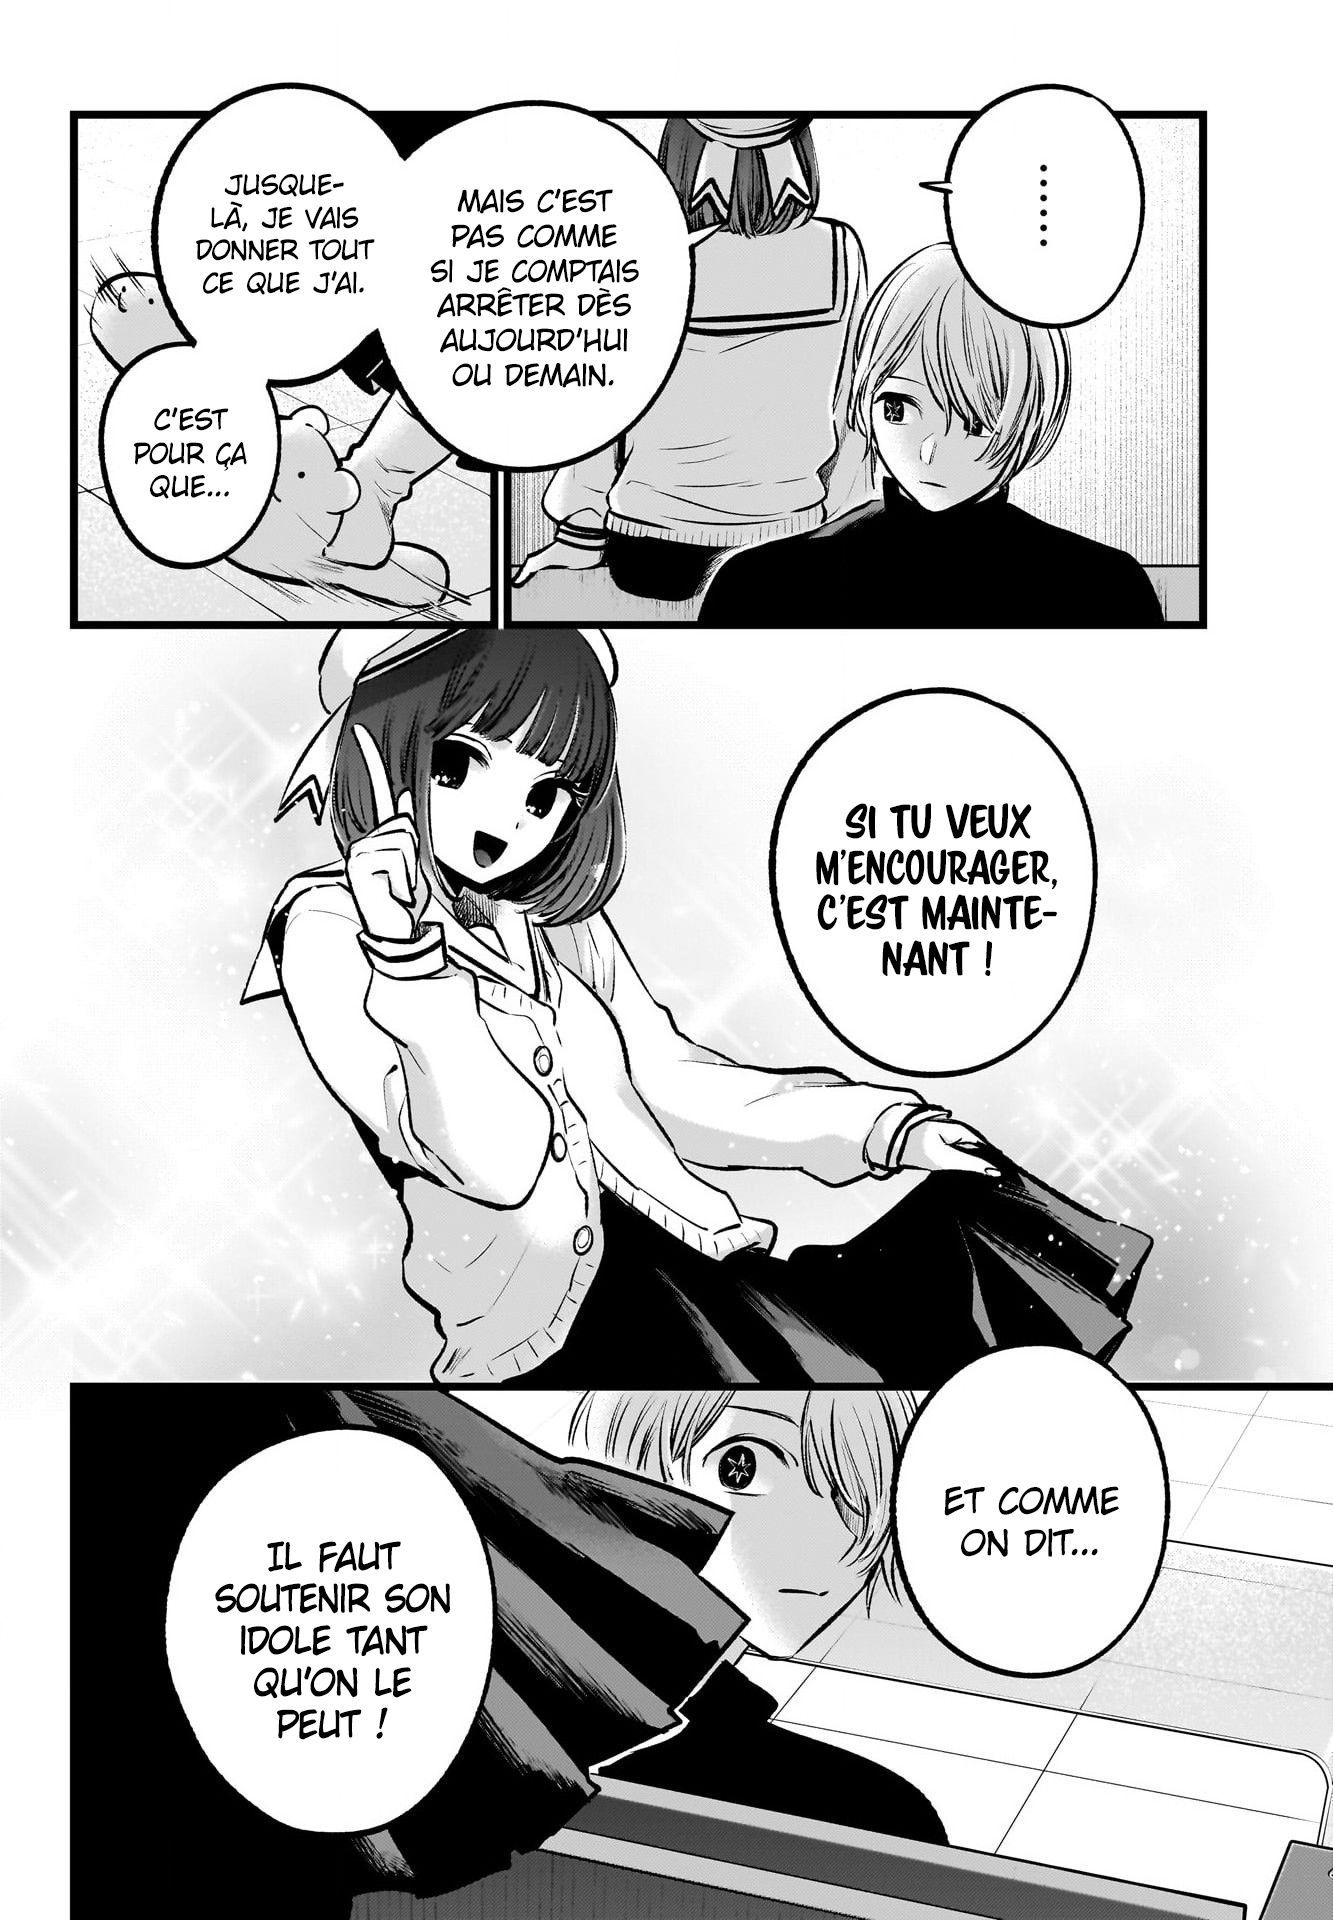 ......
MAIS C'EST
PAS COMME
SI JE COMPTAIS
ARRÊTER DÈS
AUJOURD'HUI
OU DEMAIN.
JUSQUE-
LÀ, JE VAIS
DONNER TOUT
CE QUE J'AI.
C'EST
POUR ÇA
QUE...
SI TU VEUX
M'ENCOURAGER,
C'EST MAINTE-
NANT !
ET COMME
ON DIT...
IL FAUT
SOUTENIR SON
IDOLE TANT
QU'ON LE
PEUT !